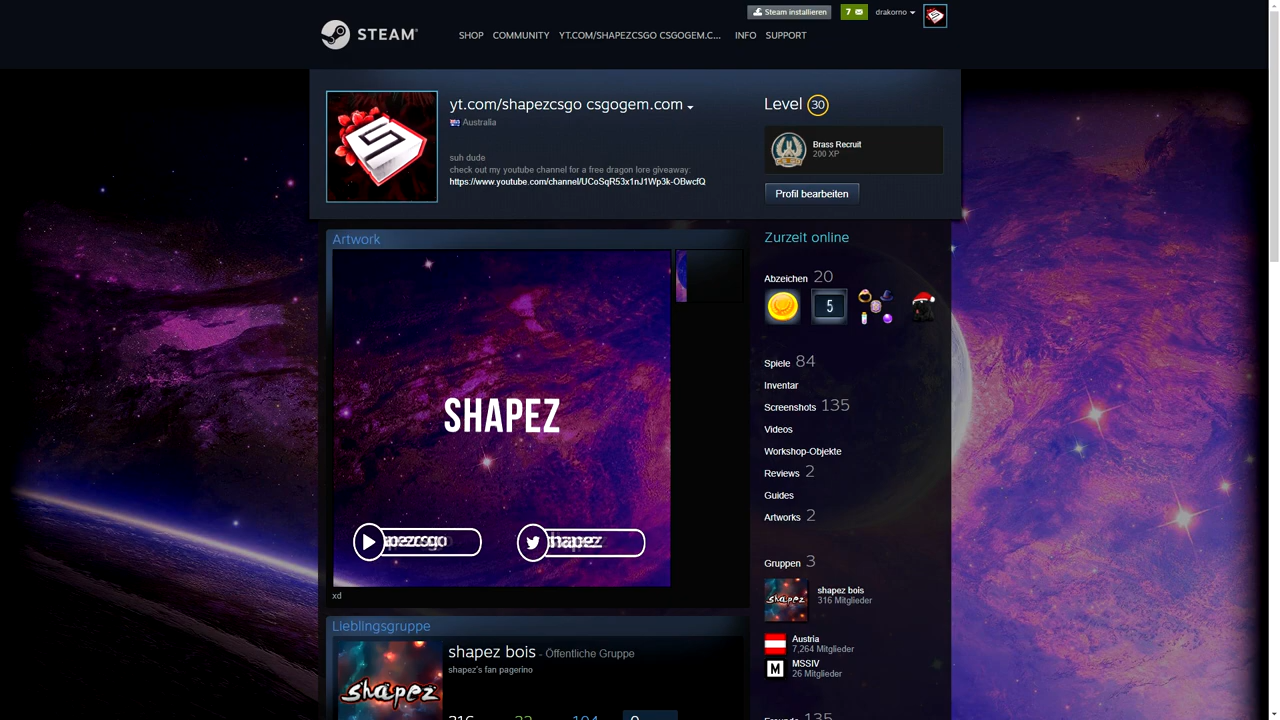 Steam installieren
7
drakorno
STEAM
SHOP
COMMUNITY
YT.COM/SHAPEZCSGO CSGOGEM.C...
INFO
SUPPORT
yt.com/shapezcsgo csgogem.com
Australia
suh dude
check out my youtube channel for a free dragon lore giveaway:
https://www.youtube.com/channel/UCoSqR53x1nJ1Wp3k-OBwcfQ
Level 30
Brass Recruit
200 XP
Profil bearbeiten
Artwork
SHAPEZ
shapez
xd
Zurzeit online
Abzeichen 20
5
Spiele 84
Inventar
Screenshots 135
Videos
Workshop-Objekte
Reviews 2
Guides
Artworks 2
Gruppen 3
shapez bois
316 Mitglieder
Austria
7,264 Mitglieder
M
MSSIV
26 Mitglieder
Lieblingsgruppe
shapez
shapez bois - Öffentliche Gruppe
shapez's fan pagerino